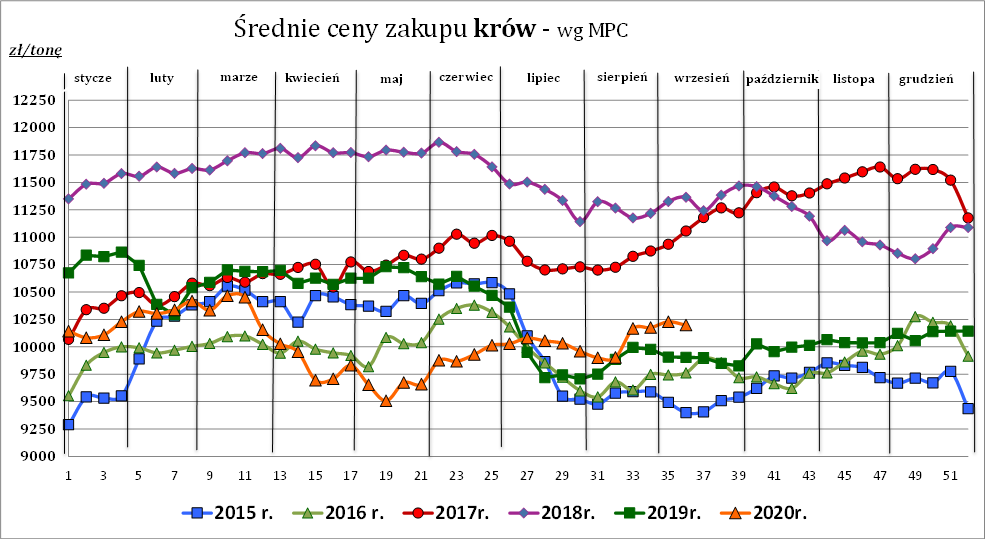 Średnie ceny zakupu krów - wg MPC
zł/tonę
stycze luty marze kwiecień maj czerwiec lipiec sierpień wrzesień październik listopa grudzień
12250
12000
11750
11500
11250
11000
10750
10500
10250
10000
9750
9500
9250
9000
1 3 5 7 9 11 13 15 17 19 21 23 25 27 29 31 33 35 37 39 41 43 45 47 49 51
2015 r. 2016 r. 2017r. 2018r. 2019r. 2020r.